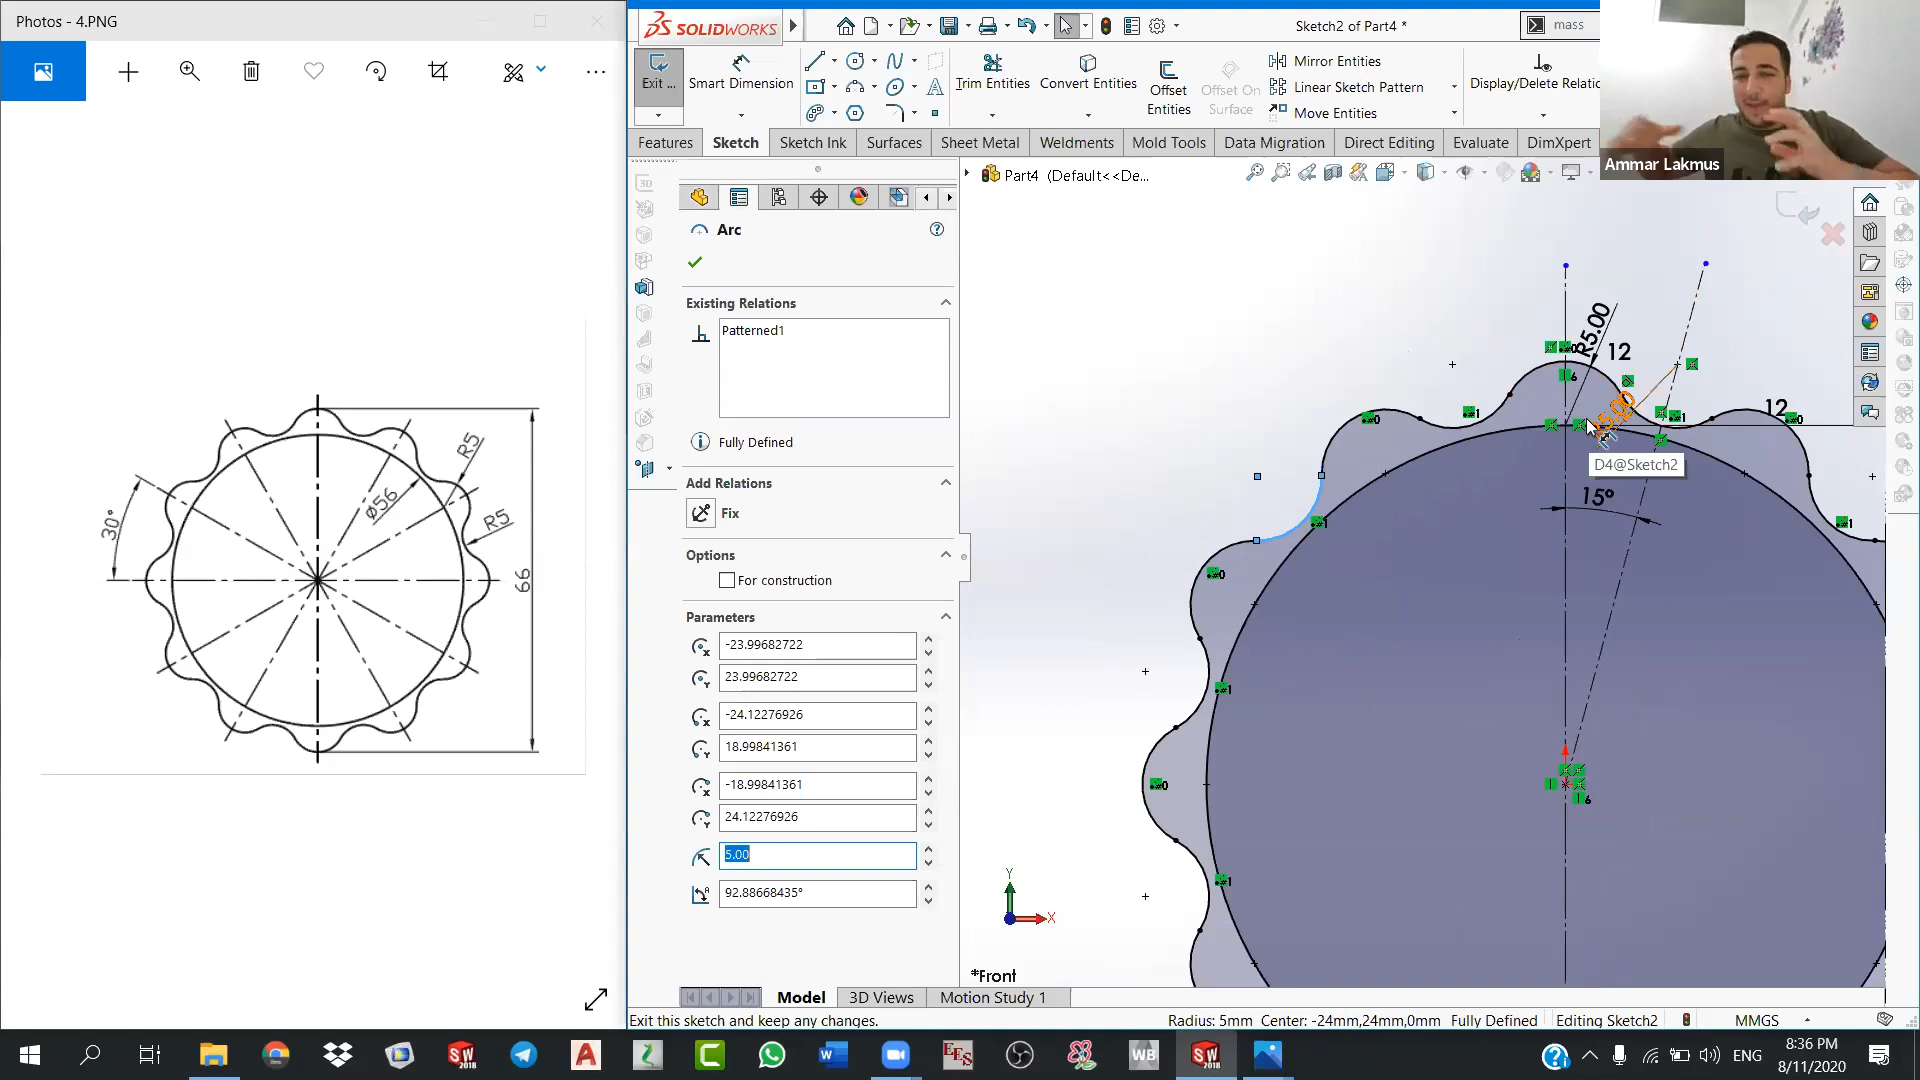 Photos - 4.PNG
SOLIDWORKS
Sketch2 of Part4 *
mass
Exit ...
Smart Dimension
Trim Entities
Convert Entities
Offset Entities
Offset On Surface
Mirror Entities
Linear Sketch Pattern
Move Entities
Display/Delete Relatio
Features
Sketch
Sketch Ink
Surfaces
Sheet Metal
Weldments
Mold Tools
Data Migration
Direct Editing
Evaluate
DimXpert
Ammar Lakmus
Part4 (Default<<De...
Arc
Existing Relations
Patterned1
Fully Defined
Add Relations
Fix
Options
For construction
Parameters
-23.99682722
23.99682722
-24.12276926
18.99841361
-18.99841361
24.12276926
5.00
92.88668435°
R5
ø56
R5
30°
66
R5.00
12
12
D4@Sketch2
15°
Y
X
*Front
Model
3D Views
Motion Study 1
Exit this sketch and keep any changes.
Radius: 5mm Center: -24mm,24mm,0mm
Fully Defined
Editing Sketch2
MMGS
ENG
8:36 PM
8/11/2020